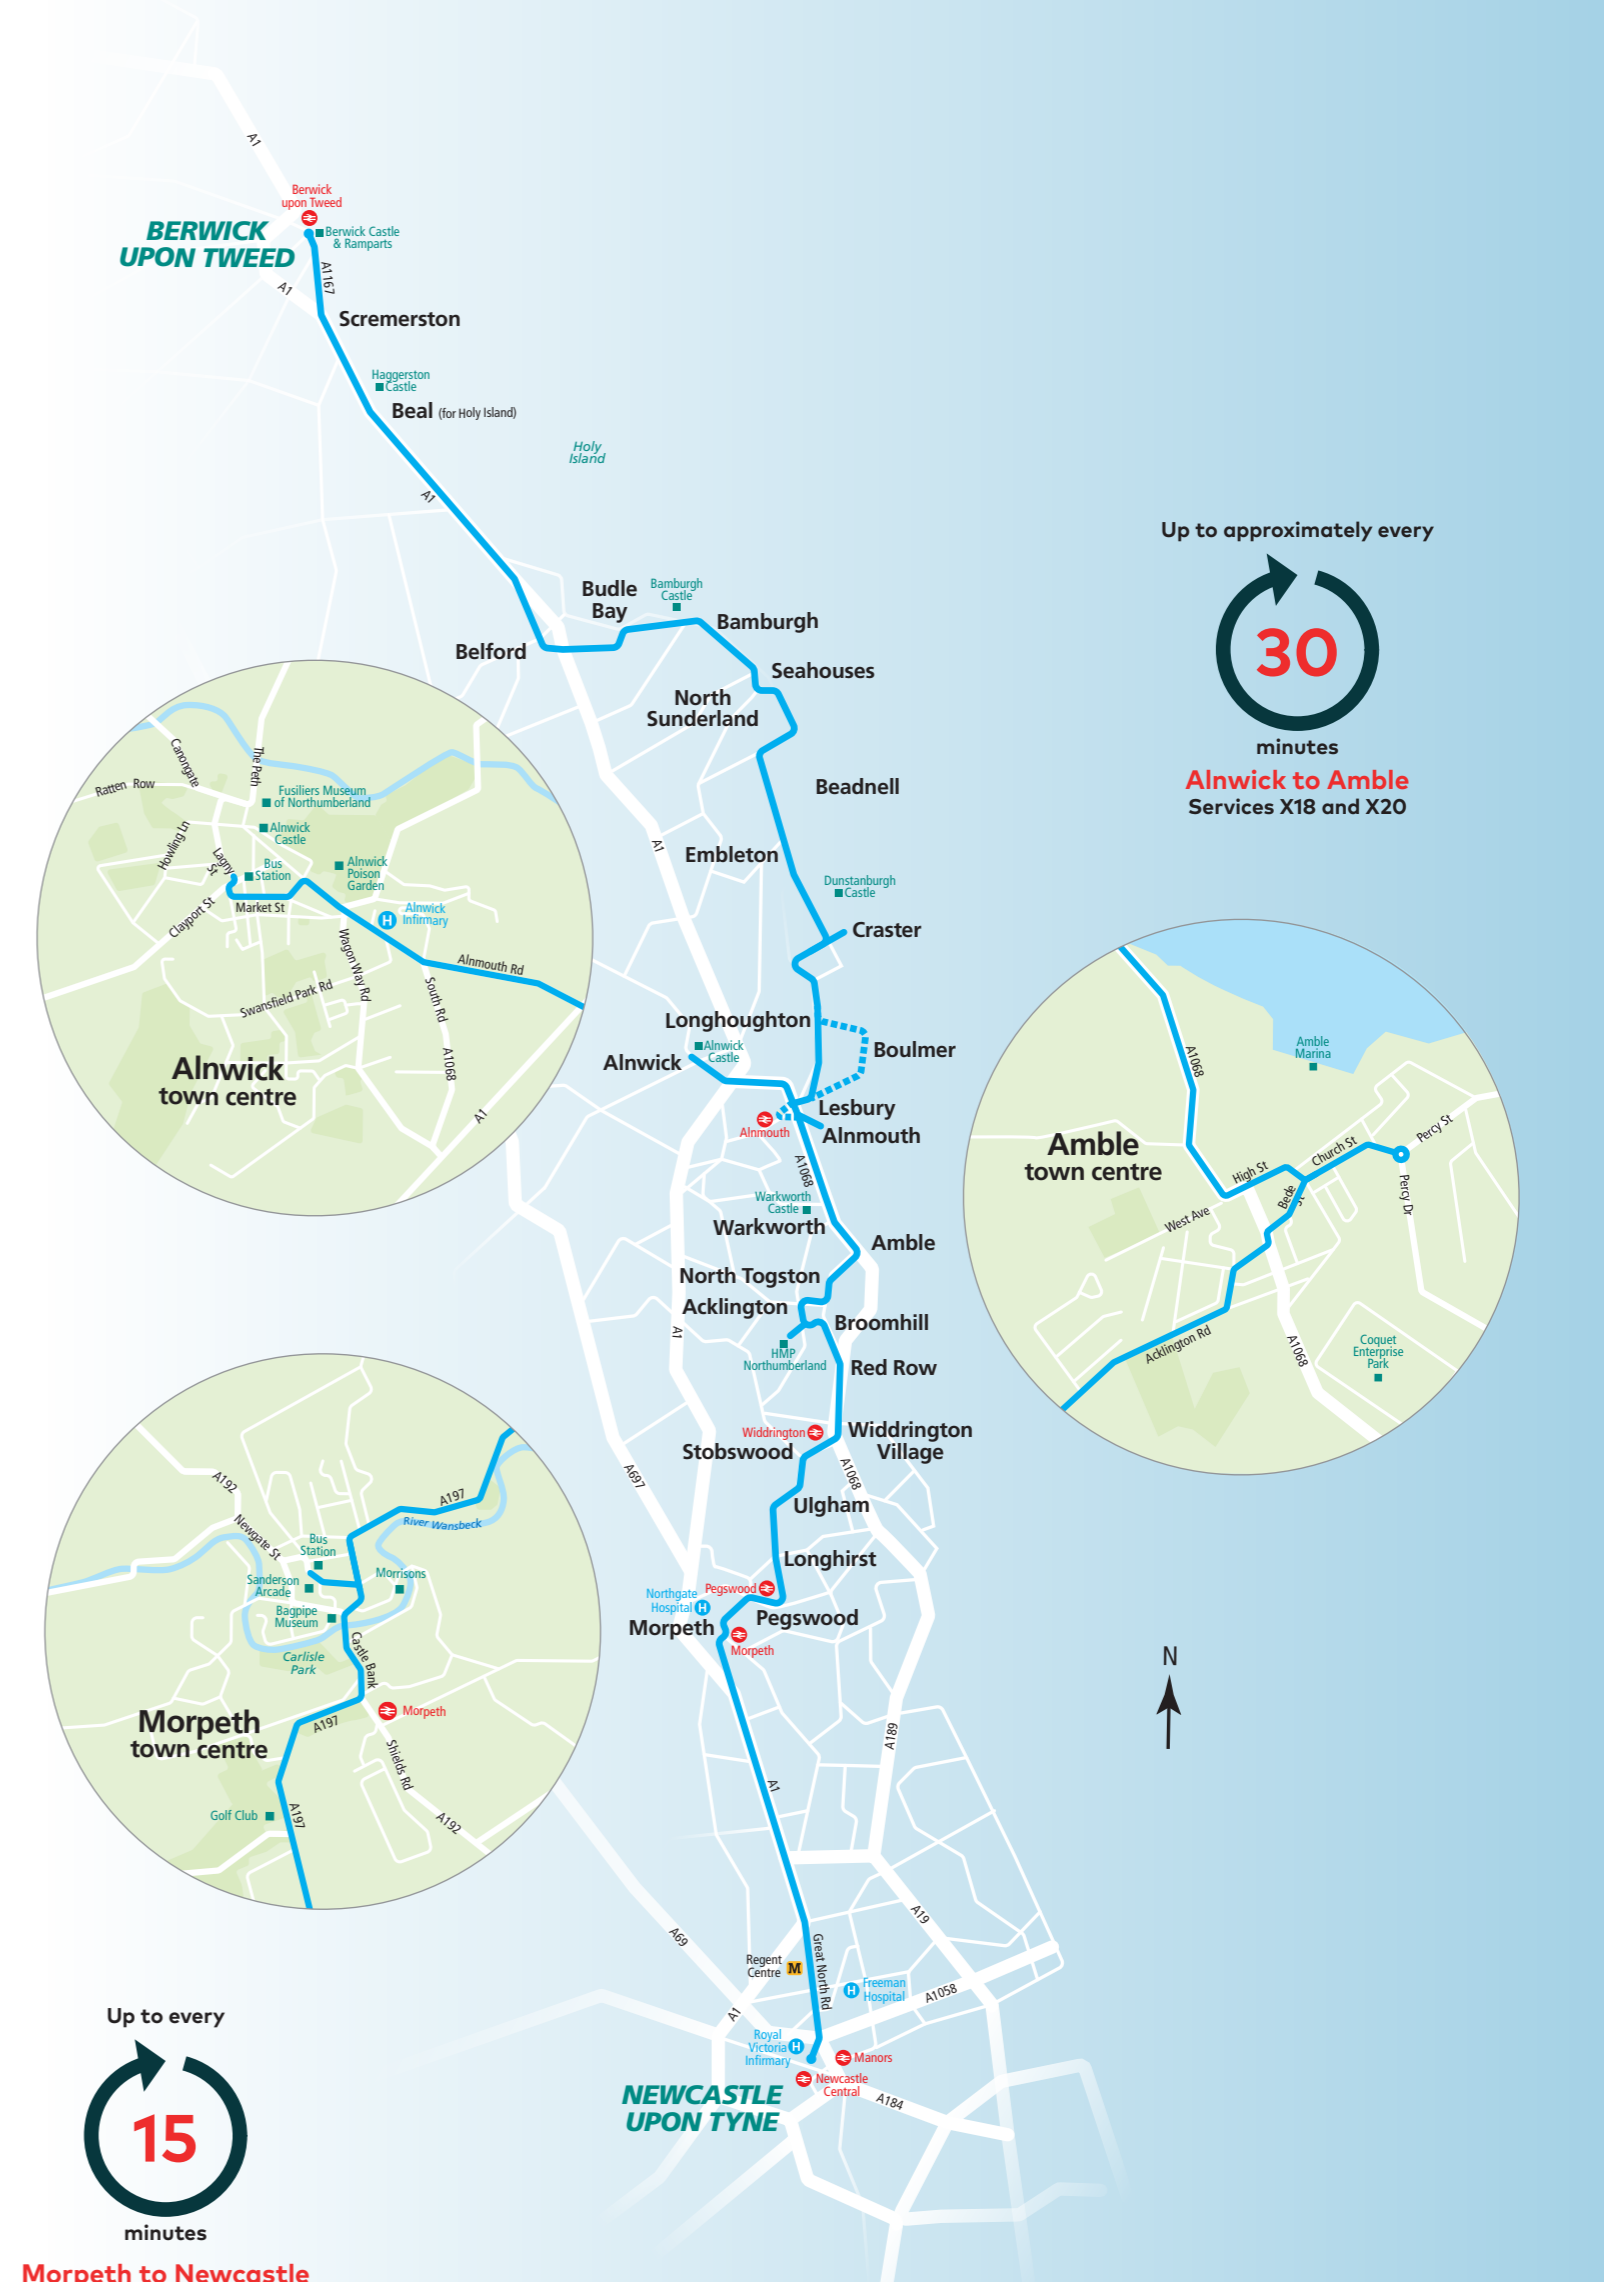 A1
Berwick
upon Tweed
BERWICK
UPON TWEED
Berwick Castle
& Ramparts
A1167
A1
Scremerston
Haggerston
Castle
Beal (for Holy Island)
Holy
Island
A1
Budle
Bay
Bamburgh
Castle
Bamburgh
Belford
Seahouses
North
Sunderland
Beadnell
A1
Embleton
Dunstanburgh
Castle
Craster
Longhoughton
Alnwick
Castle
Alnwick
Boulmer
Lesbury
Alnmouth
Alnmouth
A1068
Warkworth
Castle
Warkworth
Amble
North Togston
Acklington
Broomhill
A1
HMP
Northumberland
Red Row
Widdrington
Widdrington
Village
Stobswood
A1068
A697
Ulgham
Longhirst
Northgate
Hospital
H
Pegswood
Pegswood
Morpeth
Morpeth
A189
A1
A19
A69
Great North Rd
Regent
Centre
M
H
Freeman
Hospital
A1058
A1
Royal
Victoria
Infirmary
H
Manors
Newcastle
Central
A184
NEWCASTLE
UPON TYNE
Up to approximately every
30
minutes
Alnwick to Amble
Services X18 and X20
Canongate
The Peth
Ratten Row
Fusiliers Museum
of Northumberland
Howling Ln
Alnwick
Castle
Lagny
St
Bus
Station
Alnwick
Poison
Garden
Clayport St
Market St
H
Alnwick
Infirmary
Wagon Way Rd
Alnmouth Rd
Swansfield Park Rd
South Rd
A1068
A1
Alnwick
town centre
A1068
Amble
Marina
Amble
town centre
High St
Church St
Percy St
Bede
St
Percy Dr
West Ave
Acklington Rd
A1068
Coquet
Enterprise
Park
A192
A197
River Wansbeck
Newgate St
Bus
Station
Sanderson
Arcade
Morrisons
Bagpipe
Museum
Castle Bank
Carlisle
Park
Morpeth
Morpeth
town centre
A197
Shields Rd
Golf Club
A197
A192
N
Up to every
15
minutes
Morpeth to Newcastle